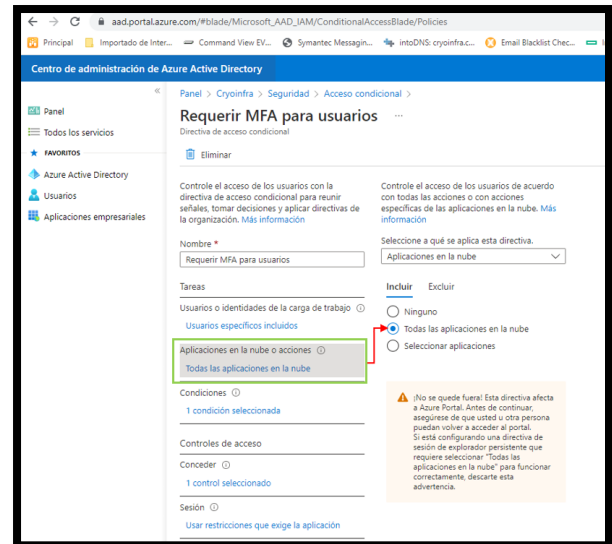 aad.portal.azure.com/#blade/Microsoft_AAD_IAM/ConditionalAccessBlade/Policies
Principal Importado de Inter... Command View EV... Symantec Messagin... intoDNS: cryoinfra.c... Email Blacklist Chec...
Centro de administración de Azure Active Directory
«
Panel
Todos los servicios
FAVORITOS
Azure Active Directory
Usuarios
Aplicaciones empresariales
Panel > Cryoinfra > Seguridad > Acceso condicional >
Requerir MFA para usuarios ...
Directiva de acceso condicional
Eliminar
Controle el acceso de los usuarios con la
directiva de acceso condicional para reunir
señales, tomar decisiones y aplicar directivas de
la organización. Más información
Nombre *
Requerir MFA para usuarios
Tareas
Usuarios o identidades de la carga de trabajo
Usuarios específicos incluidos
Aplicaciones en la nube o acciones
Todas las aplicaciones en la nube
Condiciones
1 condición seleccionada
Controles de acceso
Conceder
1 control seleccionado
Sesión
Usar restricciones que exige la aplicación
Controle el acceso de los usuarios de acuerdo
con todas las acciones o con acciones
específicas de las aplicaciones en la nube. Más
información
Seleccione a qué se aplica esta directiva.
Aplicaciones en la nube
Incluir Excluir
Ninguno
Todas las aplicaciones en la nube
Seleccionar aplicaciones
¡No se quede fuera! Esta directiva afecta
a Azure Portal. Antes de continuar,
asegúrese de que usted u otra persona
puedan volver a acceder al portal.
Si está configurando una directiva de
sesión de explorador persistente que
requiere seleccionar "Todas las
aplicaciones en la nube" para funcionar
correctamente, descarte esta
advertencia.